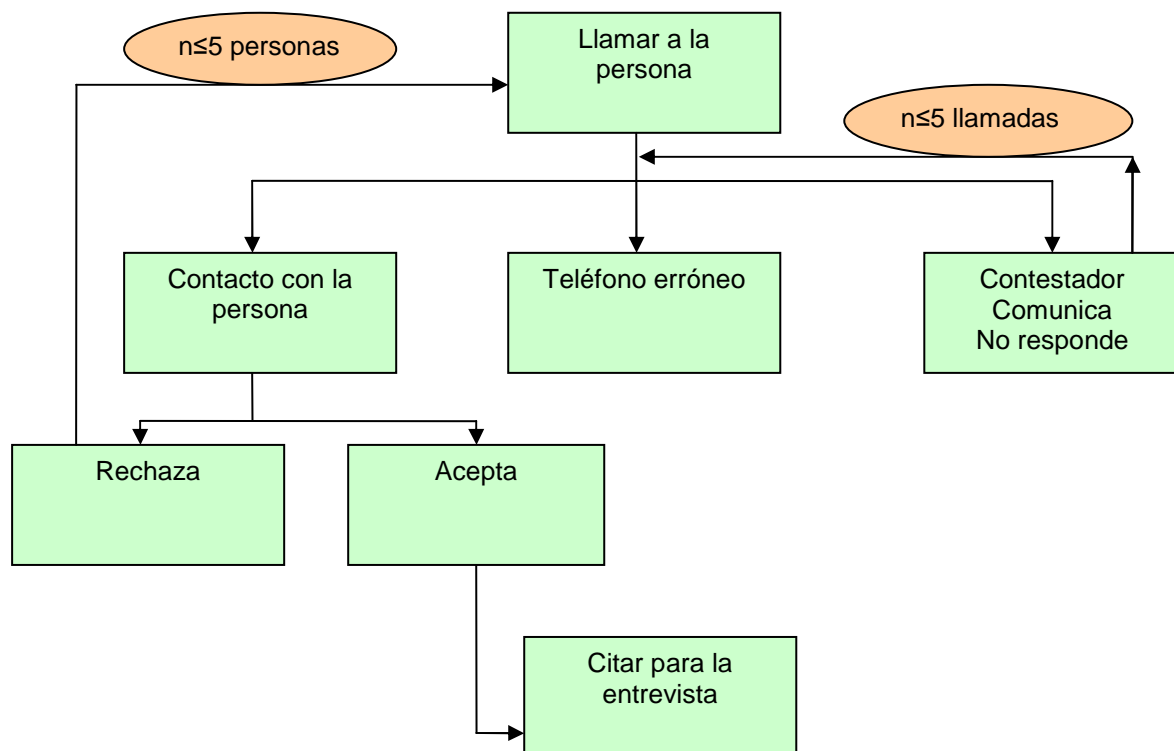 n≤5 personas
Llamar a la
persona
n≤5 llamadas
Contacto con la
persona
Teléfono erróneo
Contestador
Comunica
No responde
Rechaza
Acepta
Citar para la
entrevista